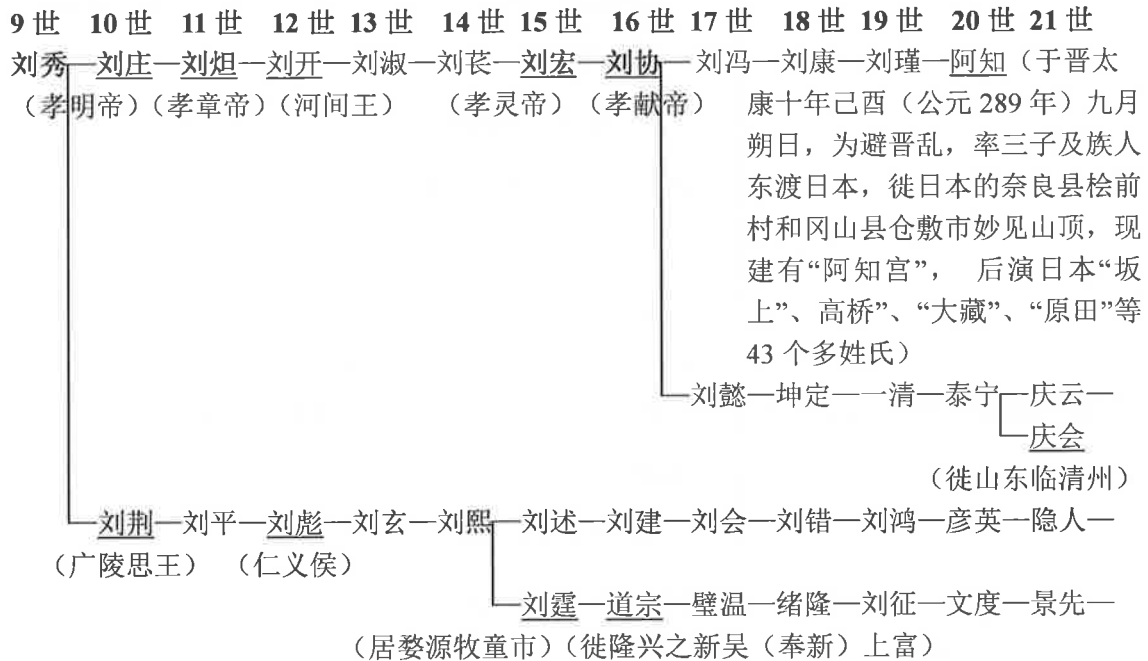 9世 10世 11世 12世 13世 14世 15世 16世 17世 18世 19世 20世 21世
刘秀—刘庄—刘炟—刘开—刘淑—刘苌—刘宏—刘协—刘冯—刘康—刘瑾—阿知（于晋太
（孝明帝）（孝章帝）（河间王） （孝灵帝）（孝献帝） 康十年己酉（公元 289 年）九月
朔日，为避晋乱，率三子及族人
东渡日本，徙日本的奈良县桧前
村和冈山县仓敷市妙见山顶，现
建有“阿知宫”， 后演日本“坂
上”、高桥”、“大藏”、“原田”等
43 个多姓氏）
刘懿—坤定—一清—泰宁—庆云—
庆会
（徙山东临清州）
刘荆—刘平—刘彪—刘玄—刘熙—刘述—刘建—刘会—刘错—刘鸿—彦英—隐人—
（广陵思王） （仁义侯）
刘霆—道宗—璧温—绪隆—刘征—文度—景先—
（居婺源牧童市）（徙隆兴之新吴（奉新）上富）